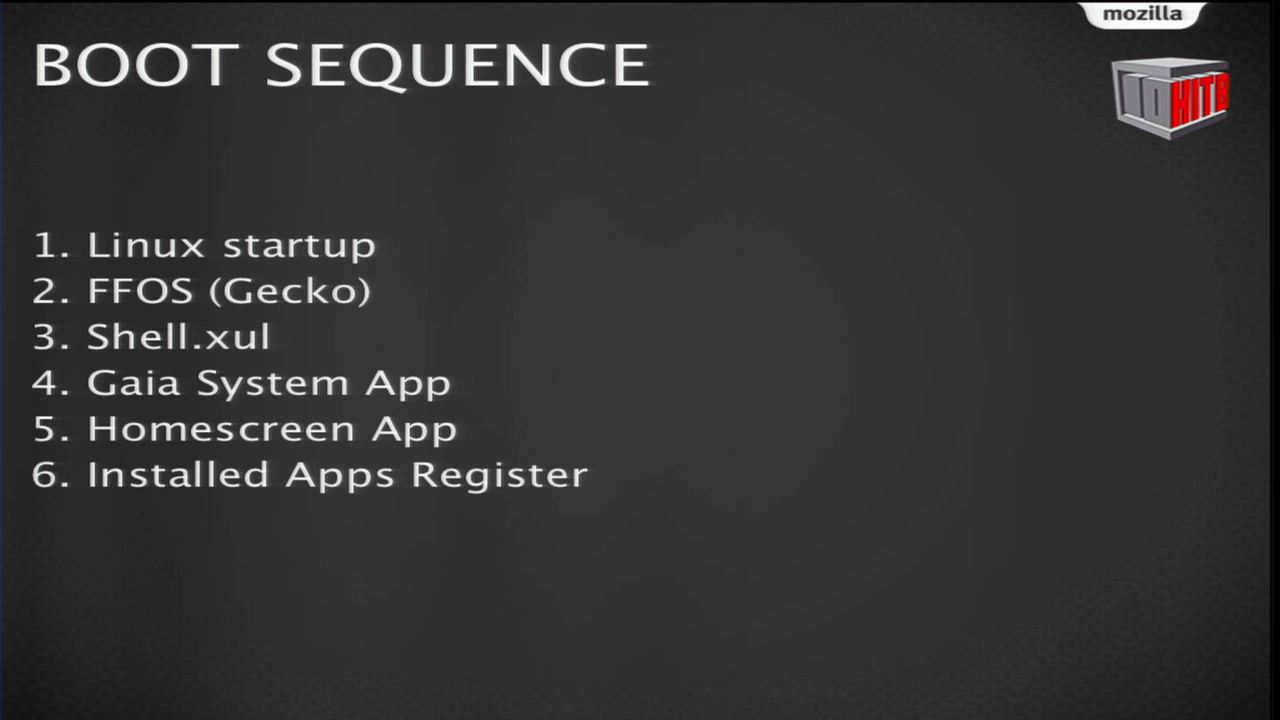 mozilla
BOOT SEQUENCE
10 HITB
1. Linux startup
2. FFOS (Gecko)
3. Shell.xul
4. Gaia System App
5. Homescreen App
6. Installed Apps Register